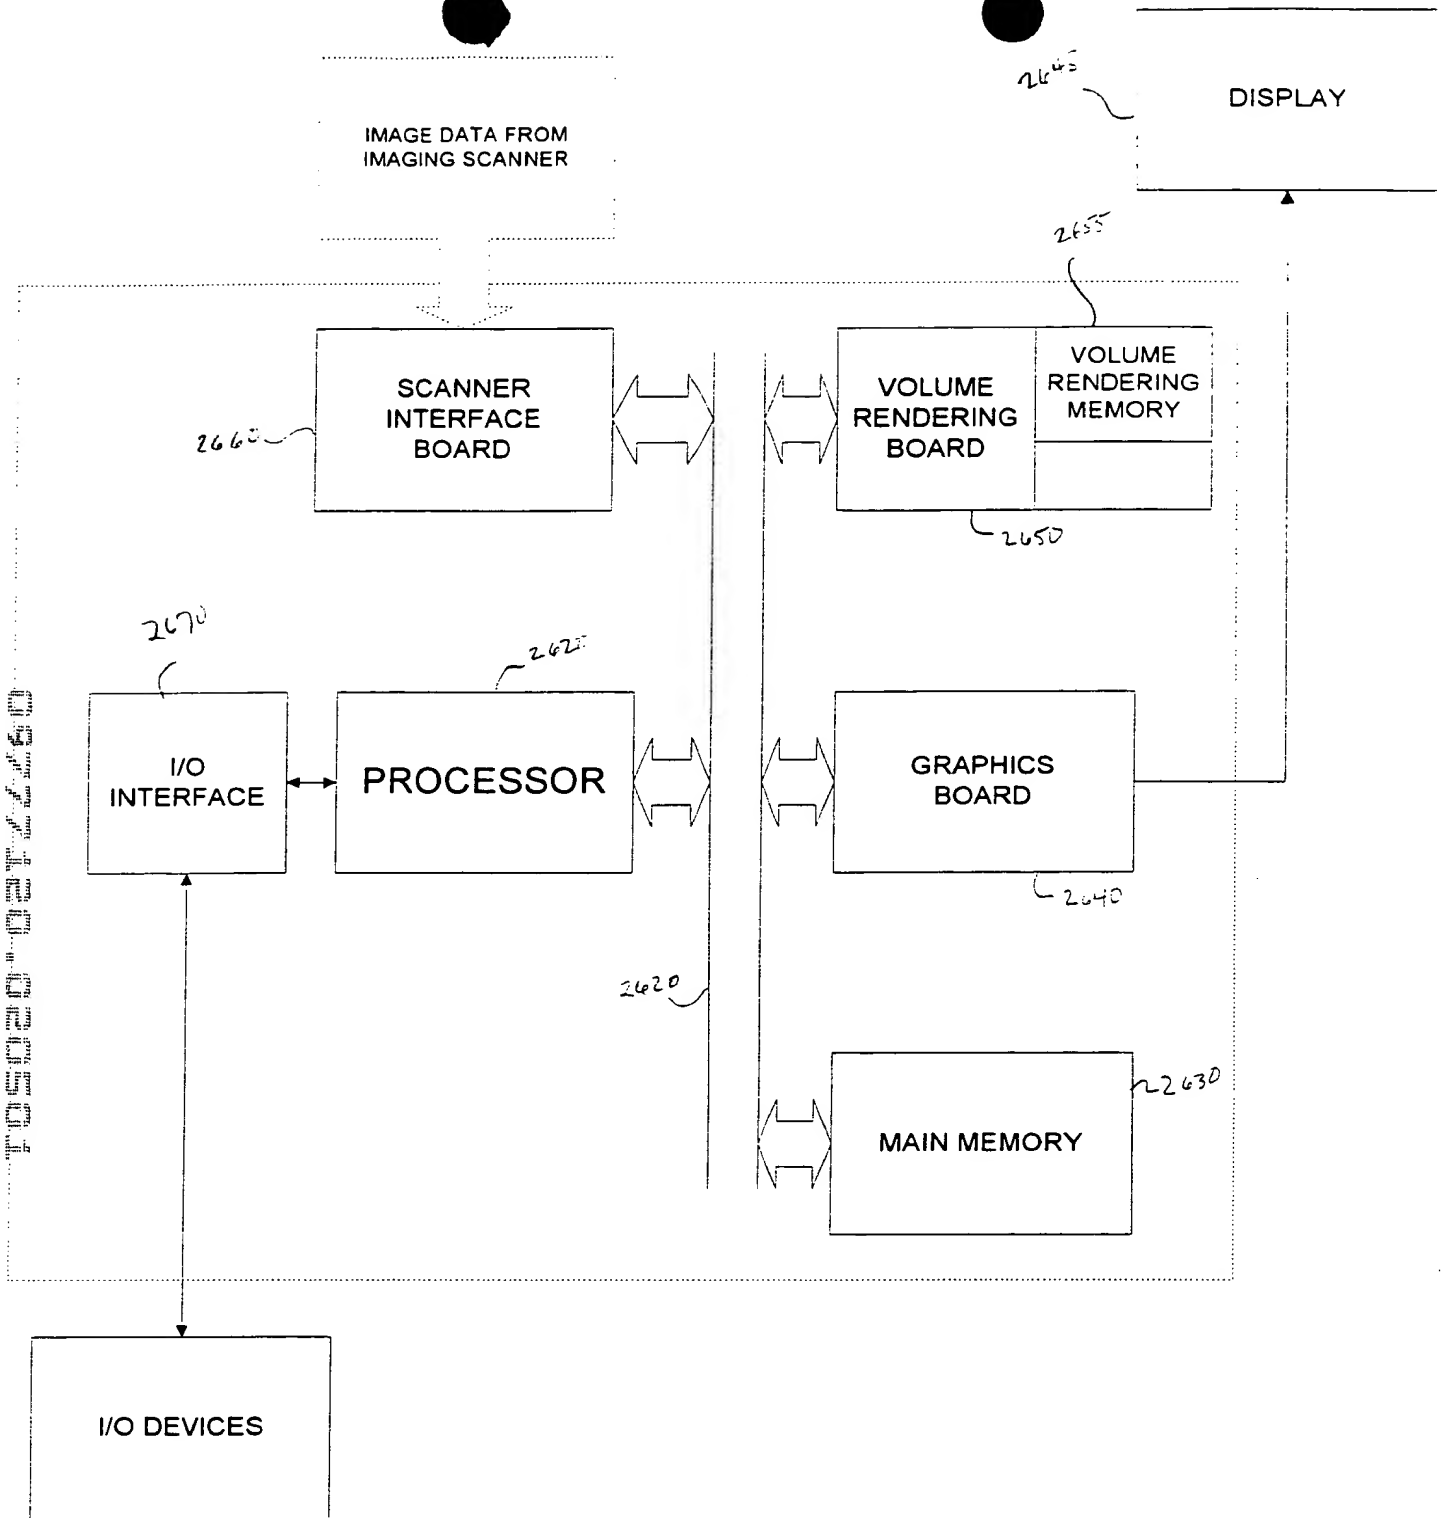 2645
DISPLAY
IMAGE DATA FROM
IMAGING SCANNER
2655
SCANNER
INTERFACE
BOARD
2660
VOLUME
RENDERING
BOARD
VOLUME
RENDERING
MEMORY
2650
2670
I/O
INTERFACE
PROCESSOR
GRAPHICS
BOARD
2640
2620
2630
MAIN MEMORY
I/O DEVICES